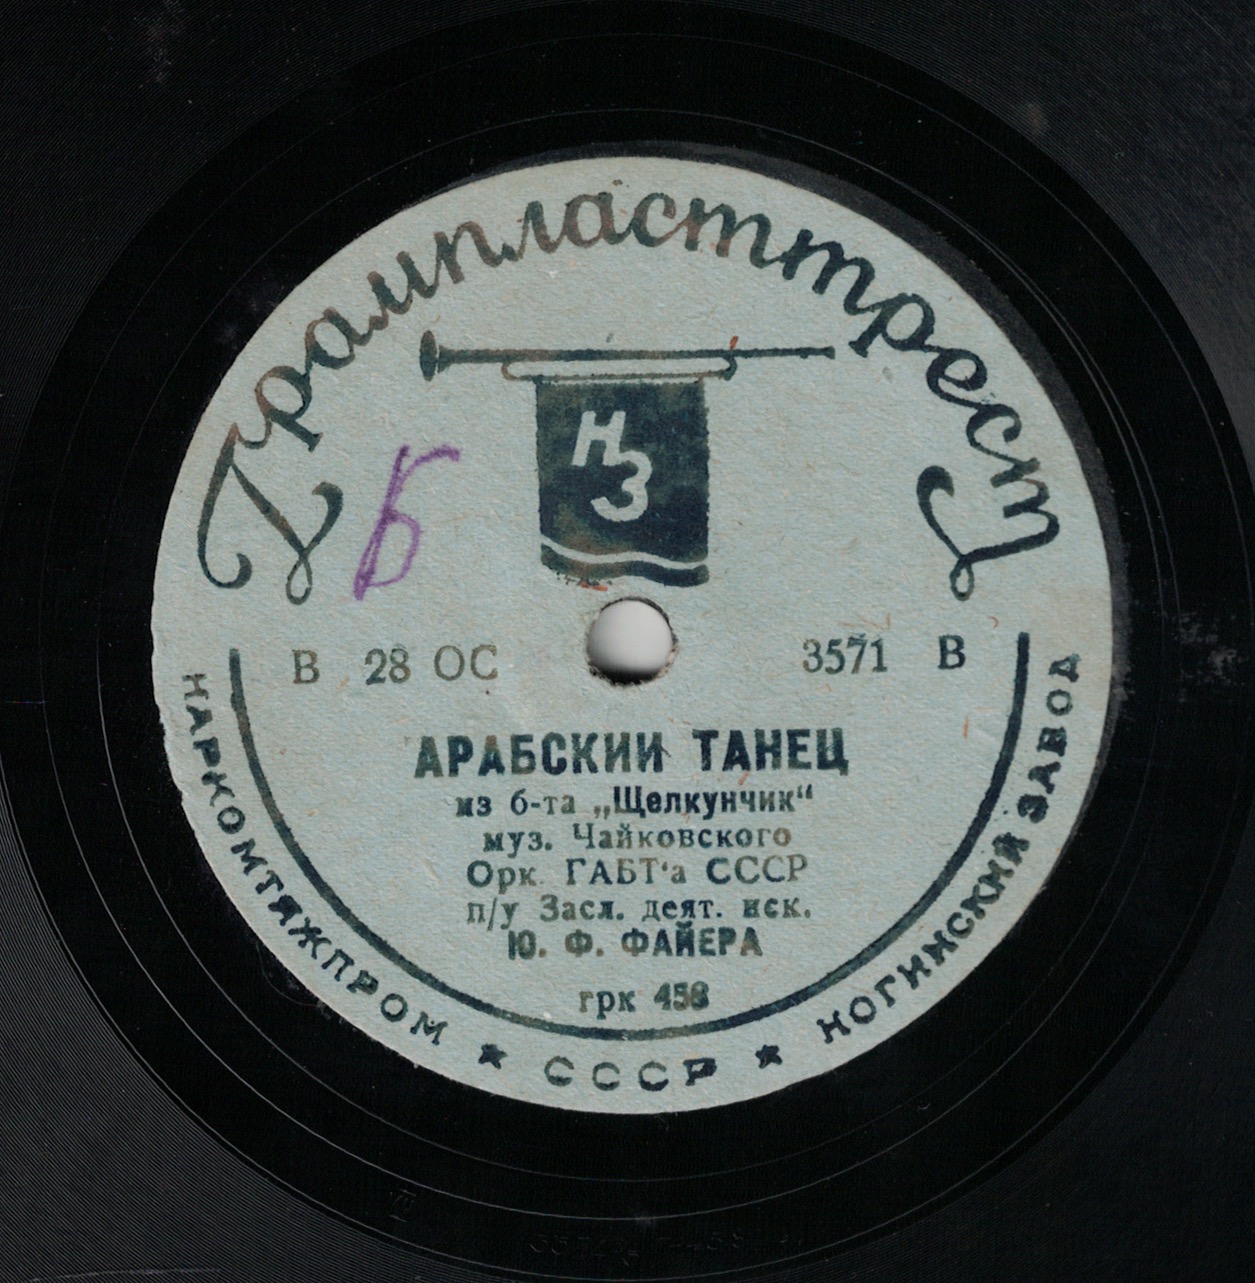 Грампласттрест
НЗ
Б
В 28 ОС 3571 В
АРАБСКИЙ ТАНЕЦ
из б-та „Щелкунчик“
муз. Чайковского
Орк. ГАБТ‘а СССР
п/у Засл. деят. иск.
Ю. Ф. ФАЙЕРА
грк 458
НАРКОМТЯЖПРОМ ★ СССР ★ НОГИНСКИЙ ЗАВОД
VII